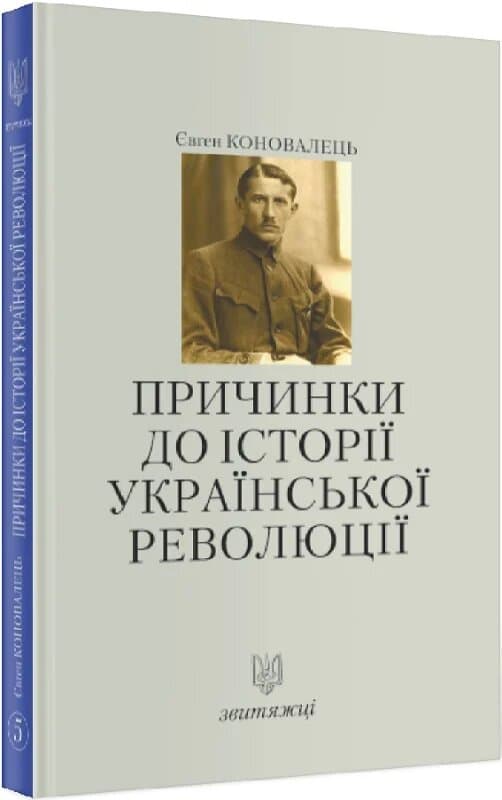 Євген КОНОВАЛЕЦЬ
ПРИЧИНКИ
ДО ІСТОРІЇ
УКРАЇНСЬКОЇ
РЕВОЛЮЦІЇ
звитяжці
Євген КОНОВАЛЕЦЬ ПРИЧИНКИ ДО ІСТОРІЇ УКРАЇНСЬКОЇ РЕВОЛЮЦІЇ
5